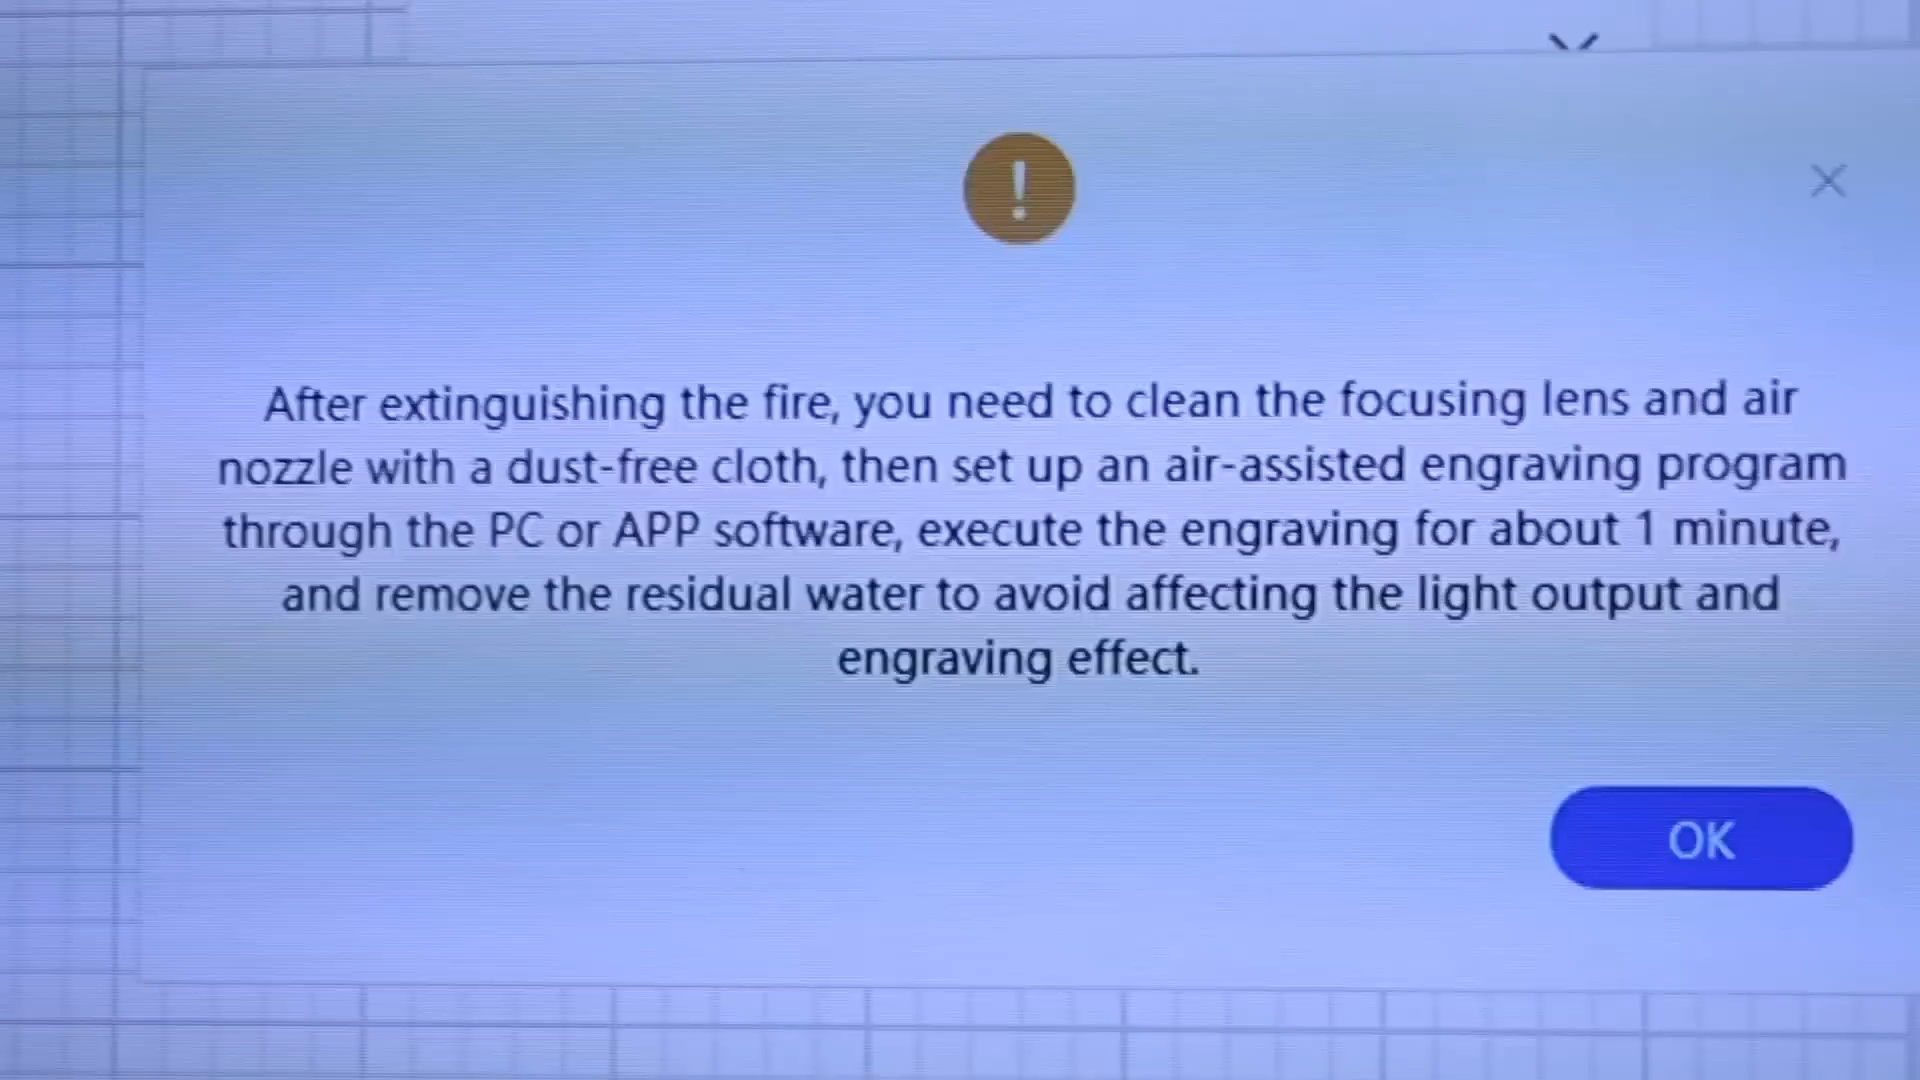 !
After extinguishing the fire, you need to clean the focusing lens and air
nozzle with a dust-free cloth, then set up an air-assisted engraving program
through the PC or APP software, execute the engraving for about 1 minute,
and remove the residual water to avoid affecting the light output and
engraving effect.
OK